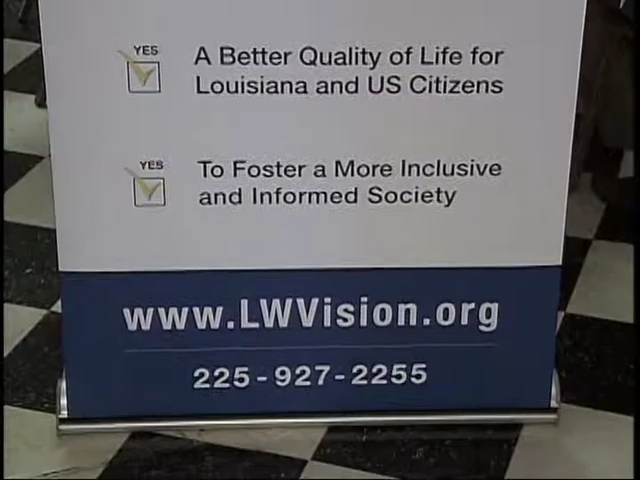 YES
A Better Quality of Life for
Louisiana and US Citizens
YES
To Foster a More Inclusive
and Informed Society
www.LWVision.org
225-927-2255